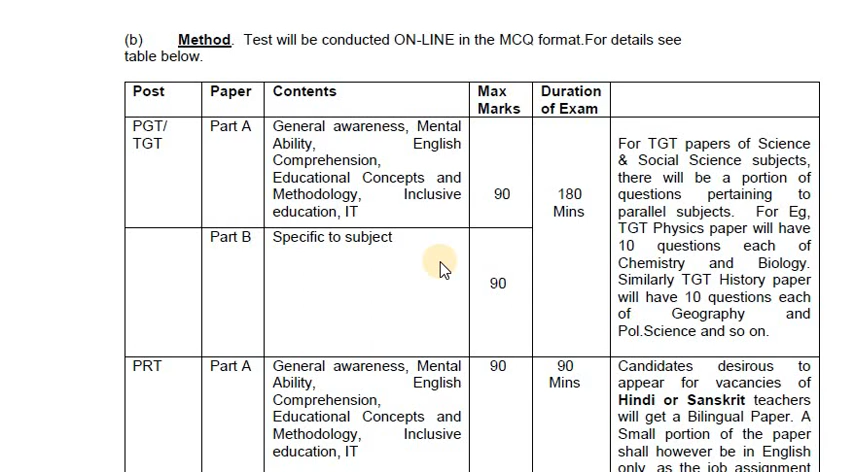 (b) Method. Test will be conducted ON-LINE in the MCQ format.For details see
table below.
Post Paper Contents Max Marks Duration of Exam
PGT/
TGT
Part A
General awareness, Mental
Ability, English
Comprehension,
Educational Concepts and
Methodology, Inclusive
education, IT
90
180
Mins
For TGT papers of Science
& Social Science subjects,
there will be a portion of
questions pertaining to
parallel subjects. For Eg,
TGT Physics paper will have
10 questions each of
Chemistry and Biology.
Similarly TGT History paper
will have 10 questions each
of Geography and
Pol.Science and so on.
Part B
Specific to subject
90
PRT
Part A
General awareness, Mental
Ability, English
Comprehension,
Educational Concepts and
Methodology, Inclusive
education, IT
90
90
Mins
Candidates desirous to
appear for vacancies of
Hindi or Sanskrit teachers
will get a Bilingual Paper. A
Small portion of the paper
shall however be in English
only, as the job assignment